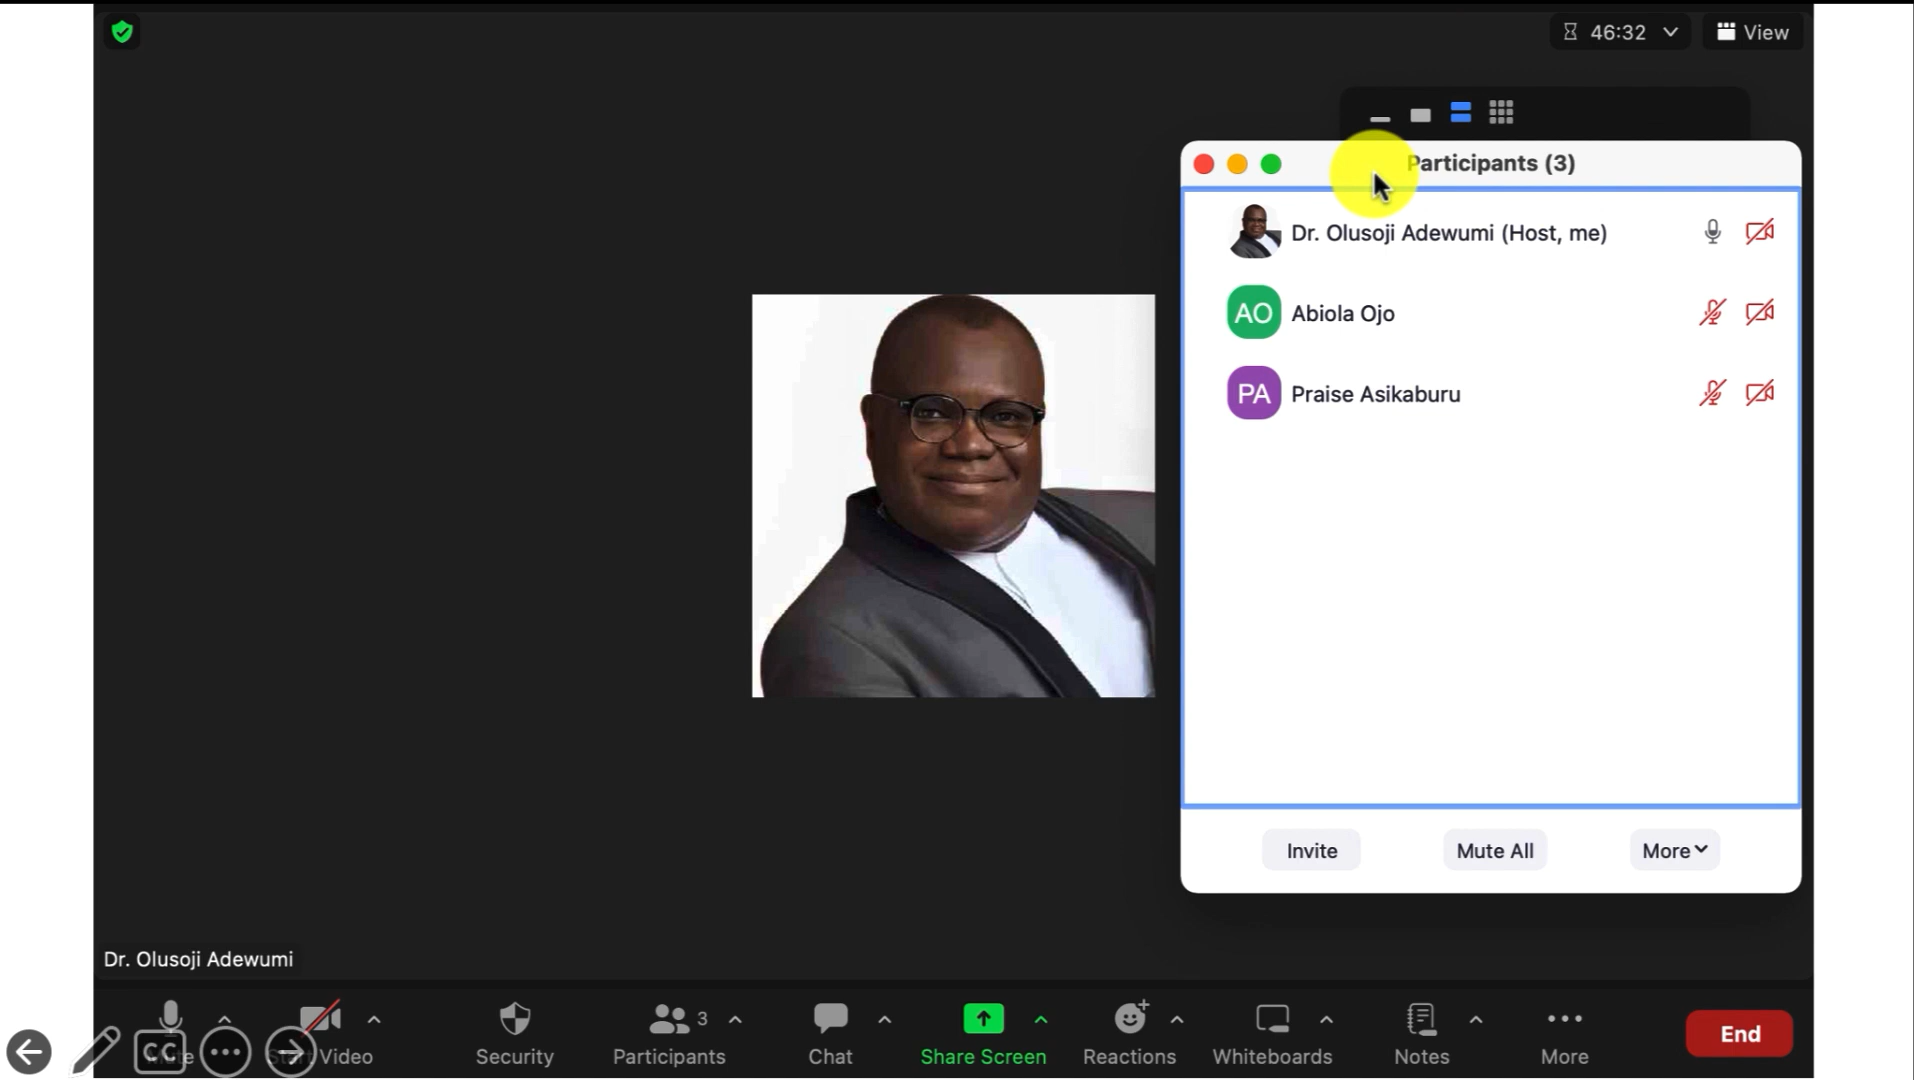 46:32
View
Participants (3)
Dr. Olusoji Adewumi (Host, me)
AO Abiola Ojo
PA Praise Asikaburu
Invite
Mute All
More
Dr. Olusoji Adewumi
CC
Video
Security
3
Participants
Chat
Share Screen
Reactions
Whiteboards
Notes
More
End